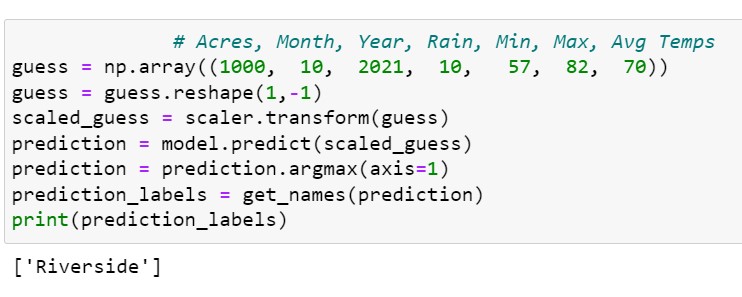 # Acres, Month, Year, Rain, Min, Max, Avg Temps
guess = np.array((1000, 10, 2021, 10, 57, 82, 70))
guess = guess.reshape(1,-1)
scaled_guess = scaler.transform(guess)
prediction = model.predict(scaled_guess)
prediction = prediction.argmax(axis=1)
prediction_labels = get_names(prediction)
print(prediction_labels)
['Riverside']